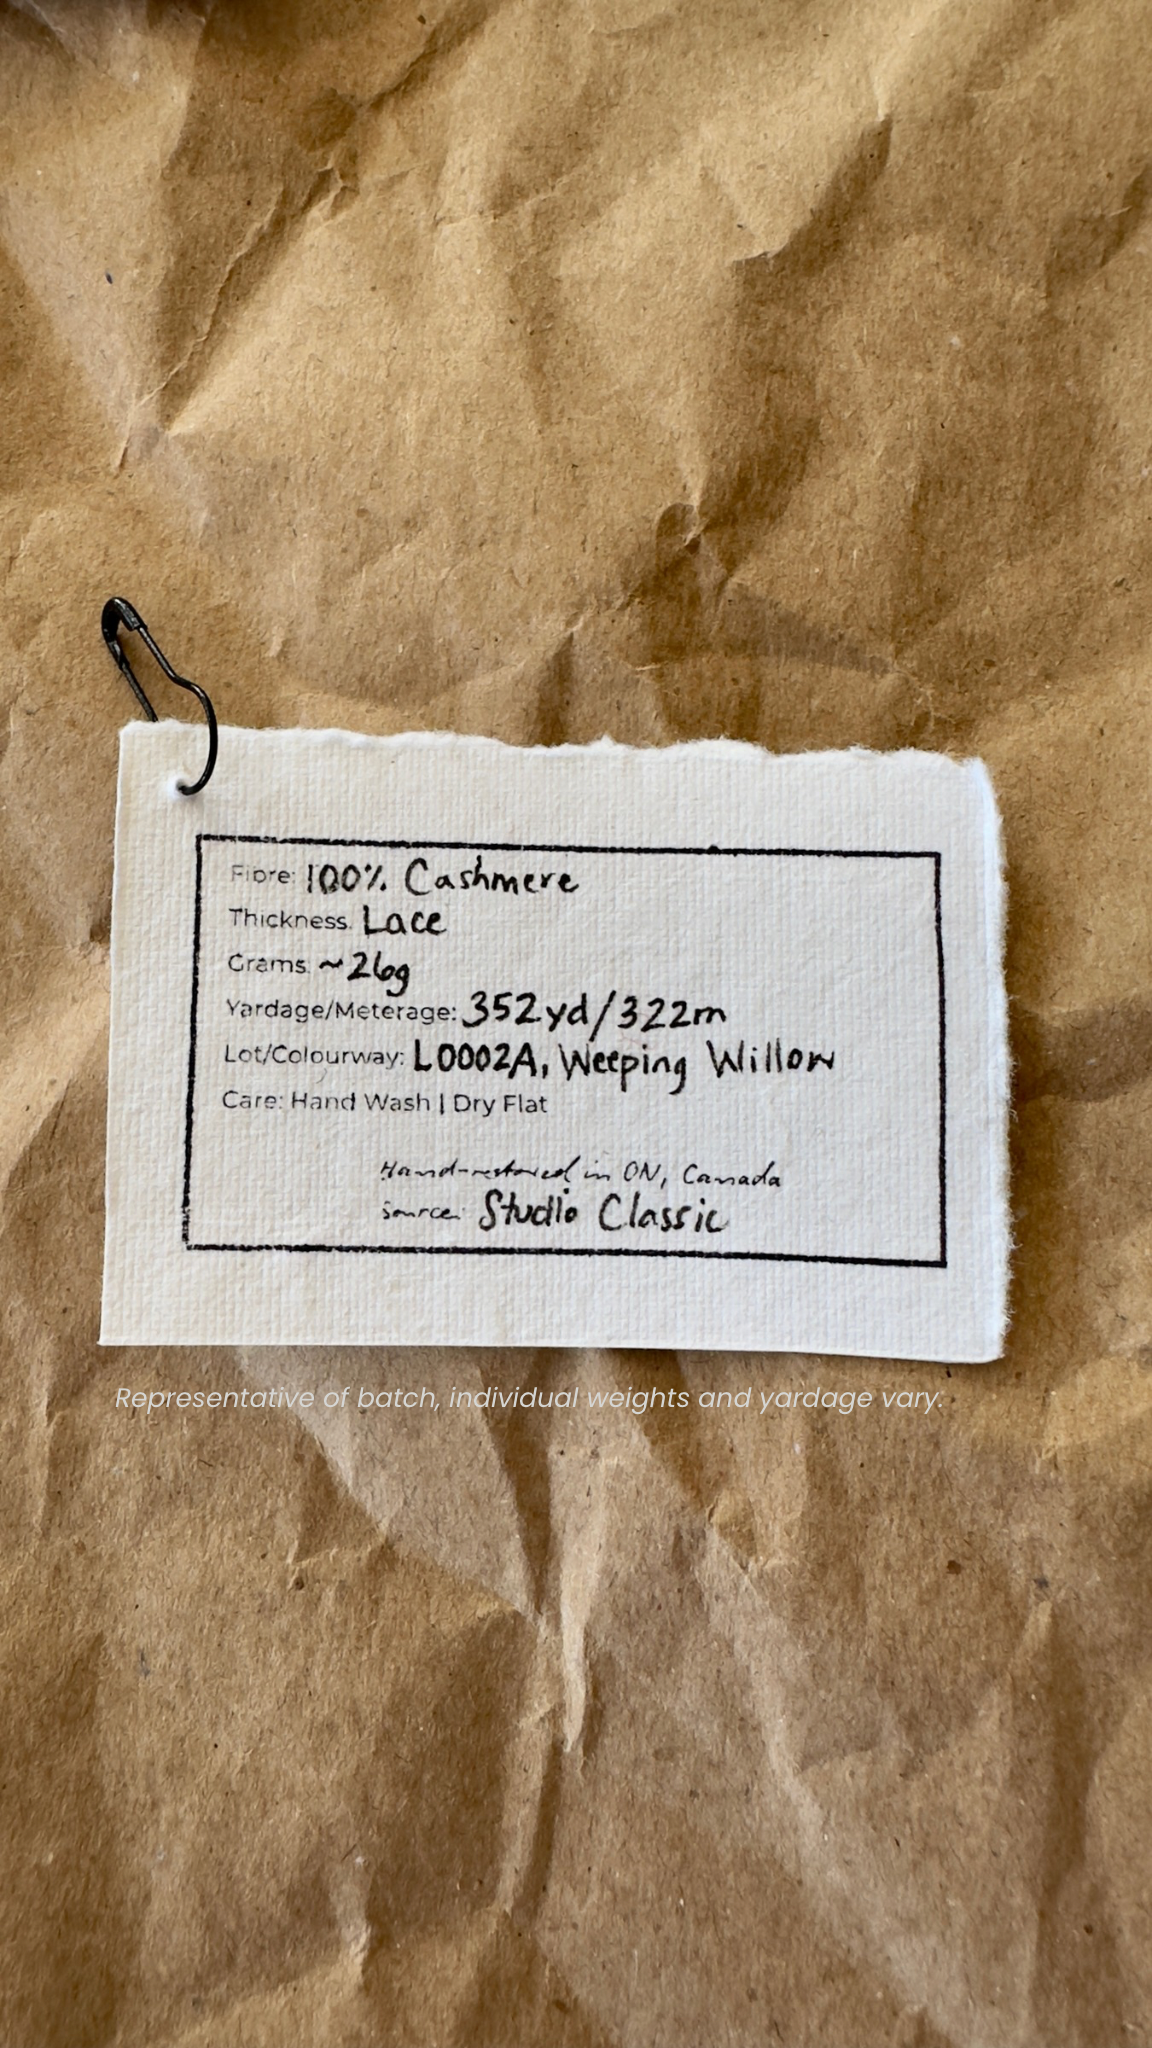 Fibre: 100% Cashmere
Thickness: Lace
Grams: ~26g
Yardage/Meterage: 352yd/322m
Lot/Colourway: L0002A, Weeping Willow
Care: Hand Wash | Dry Flat
Hand-restored in ON, Canada
Source: Studio Classic
Representative of batch, individual weights and yardage vary.